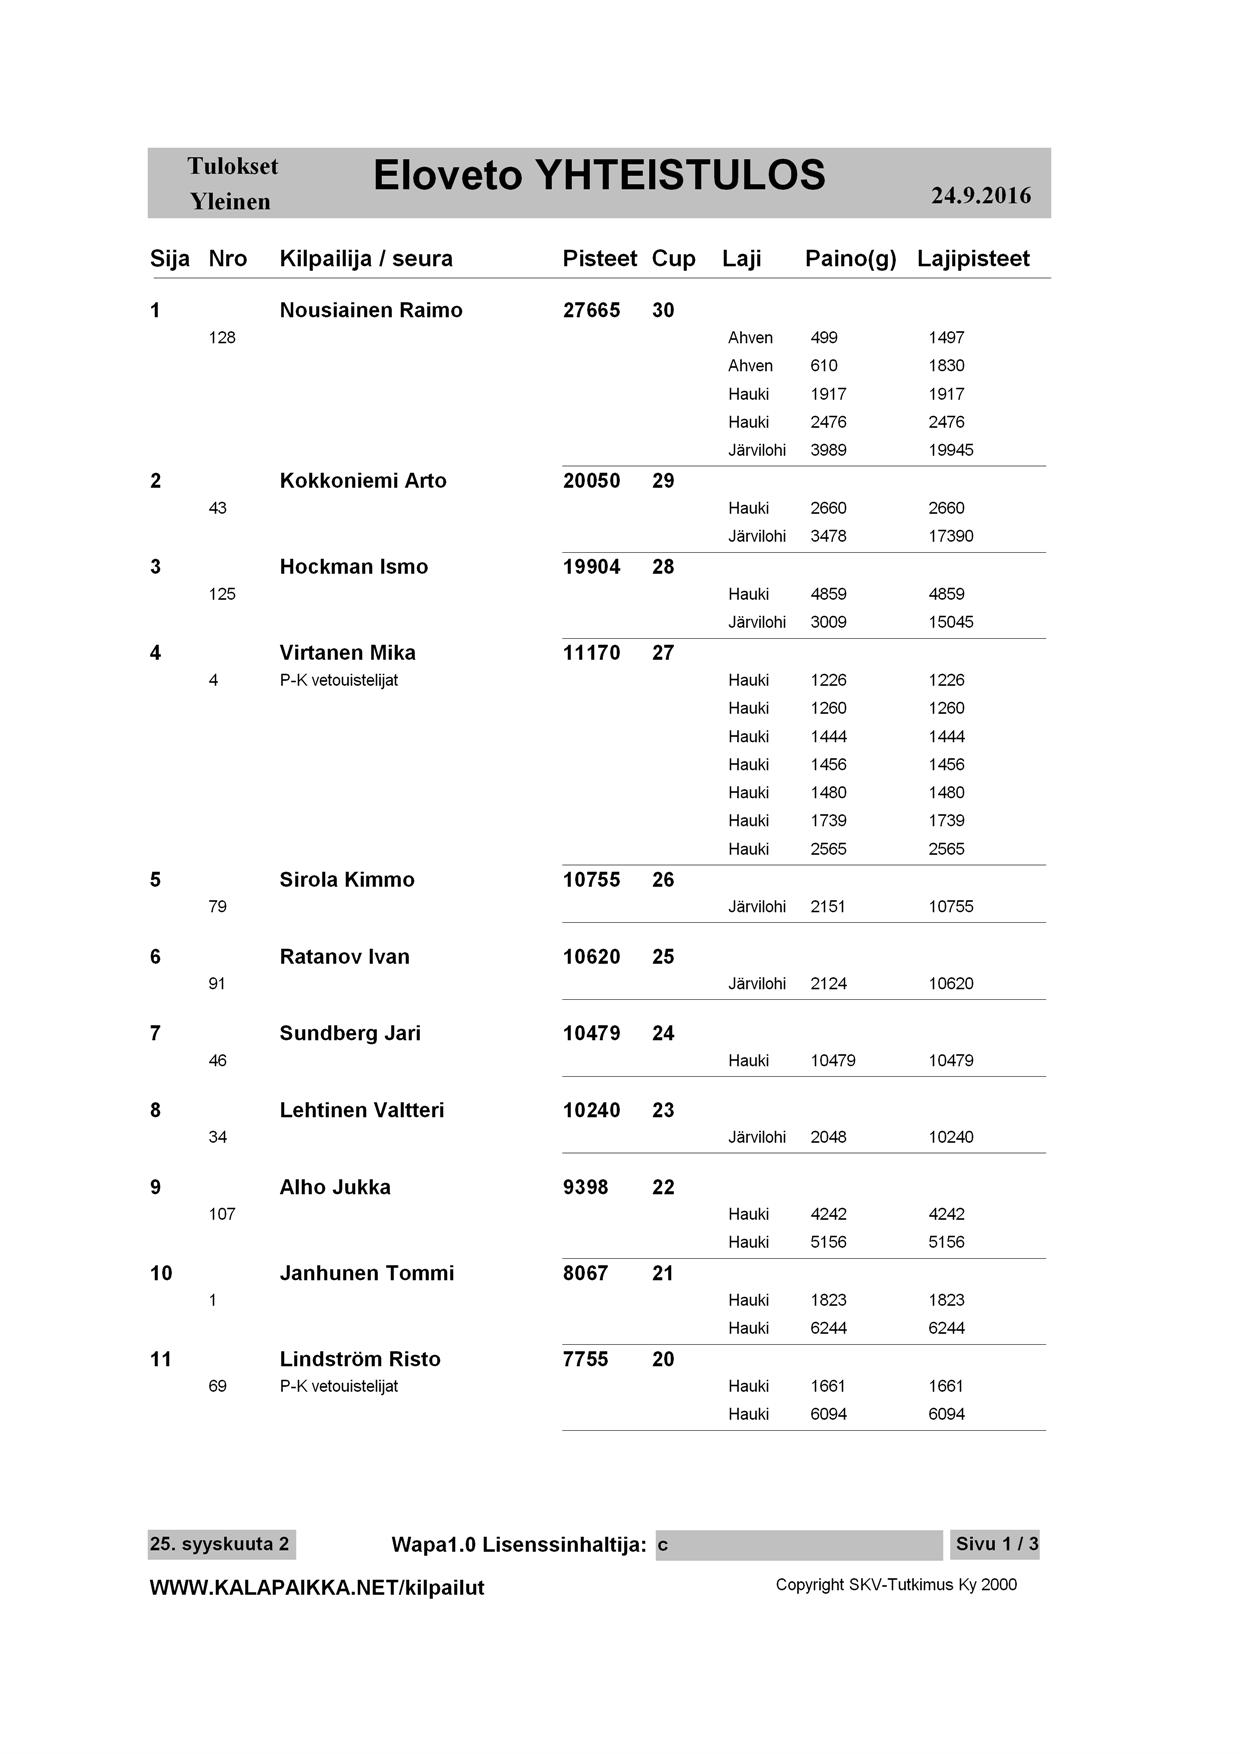 Tulokset
Yleinen
Eloveto YHTEISTULOS
24.9.2016
Sija Nro Kilpailija / seura Pisteet Cup Laji Paino(g) Lajipisteet
1 Nousiainen Raimo 27665 30
128 Ahven 499 1497
Ahven 610 1830
Hauki 1917 1917
Hauki 2476 2476
Järvilohi 3989 19945
2 Kokkoniemi Arto 20050 29
43 Hauki 2660 2660
Järvilohi 3478 17390
3 Hockman Ismo 19904 28
125 Hauki 4859 4859
Järvilohi 3009 15045
4 Virtanen Mika 11170 27
4 P-K vetouistelijat Hauki 1226 1226
Hauki 1260 1260
Hauki 1444 1444
Hauki 1456 1456
Hauki 1480 1480
Hauki 1739 1739
Hauki 2565 2565
5 Sirola Kimmo 10755 26
79 Järvilohi 2151 10755
6 Ratanov Ivan 10620 25
91 Järvilohi 2124 10620
7 Sundberg Jari 10479 24
46 Hauki 10479 10479
8 Lehtinen Valtteri 10240 23
34 Järvilohi 2048 10240
9 Alho Jukka 9398 22
107 Hauki 4242 4242
Hauki 5156 5156
10 Janhunen Tommi 8067 21
1 Hauki 1823 1823
Hauki 6244 6244
11 Lindström Risto 7755 20
69 P-K vetouistelijat Hauki 1661 1661
Hauki 6094 6094
25. syyskuuta 2 Wapa1.0 Lisenssinhaltija: c Sivu 1 / 3
WWW.KALAPAIKKA.NET/kilpailut Copyright SKV-Tutkimus Ky 2000